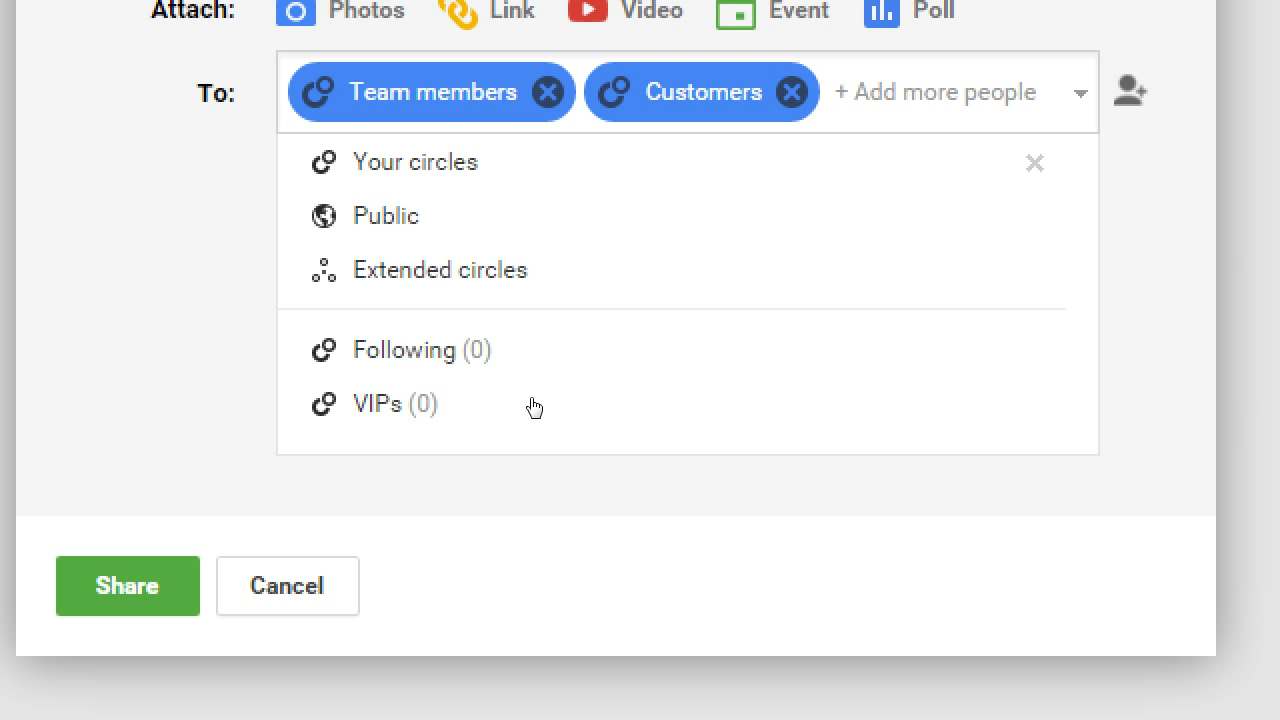 Attach: Photos Link Video Event Poll
To: Team members Customers + Add more people
Your circles
Public
Extended circles
Following (0)
VIPs (0)
Share Cancel